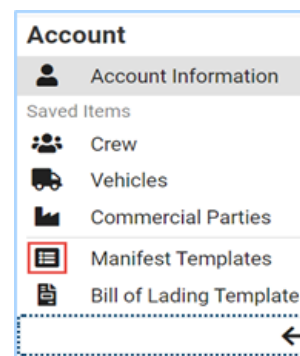 Account
Account Information
Saved Items
Crew
Vehicles
Commercial Parties
Manifest Templates
Bill of Lading Template